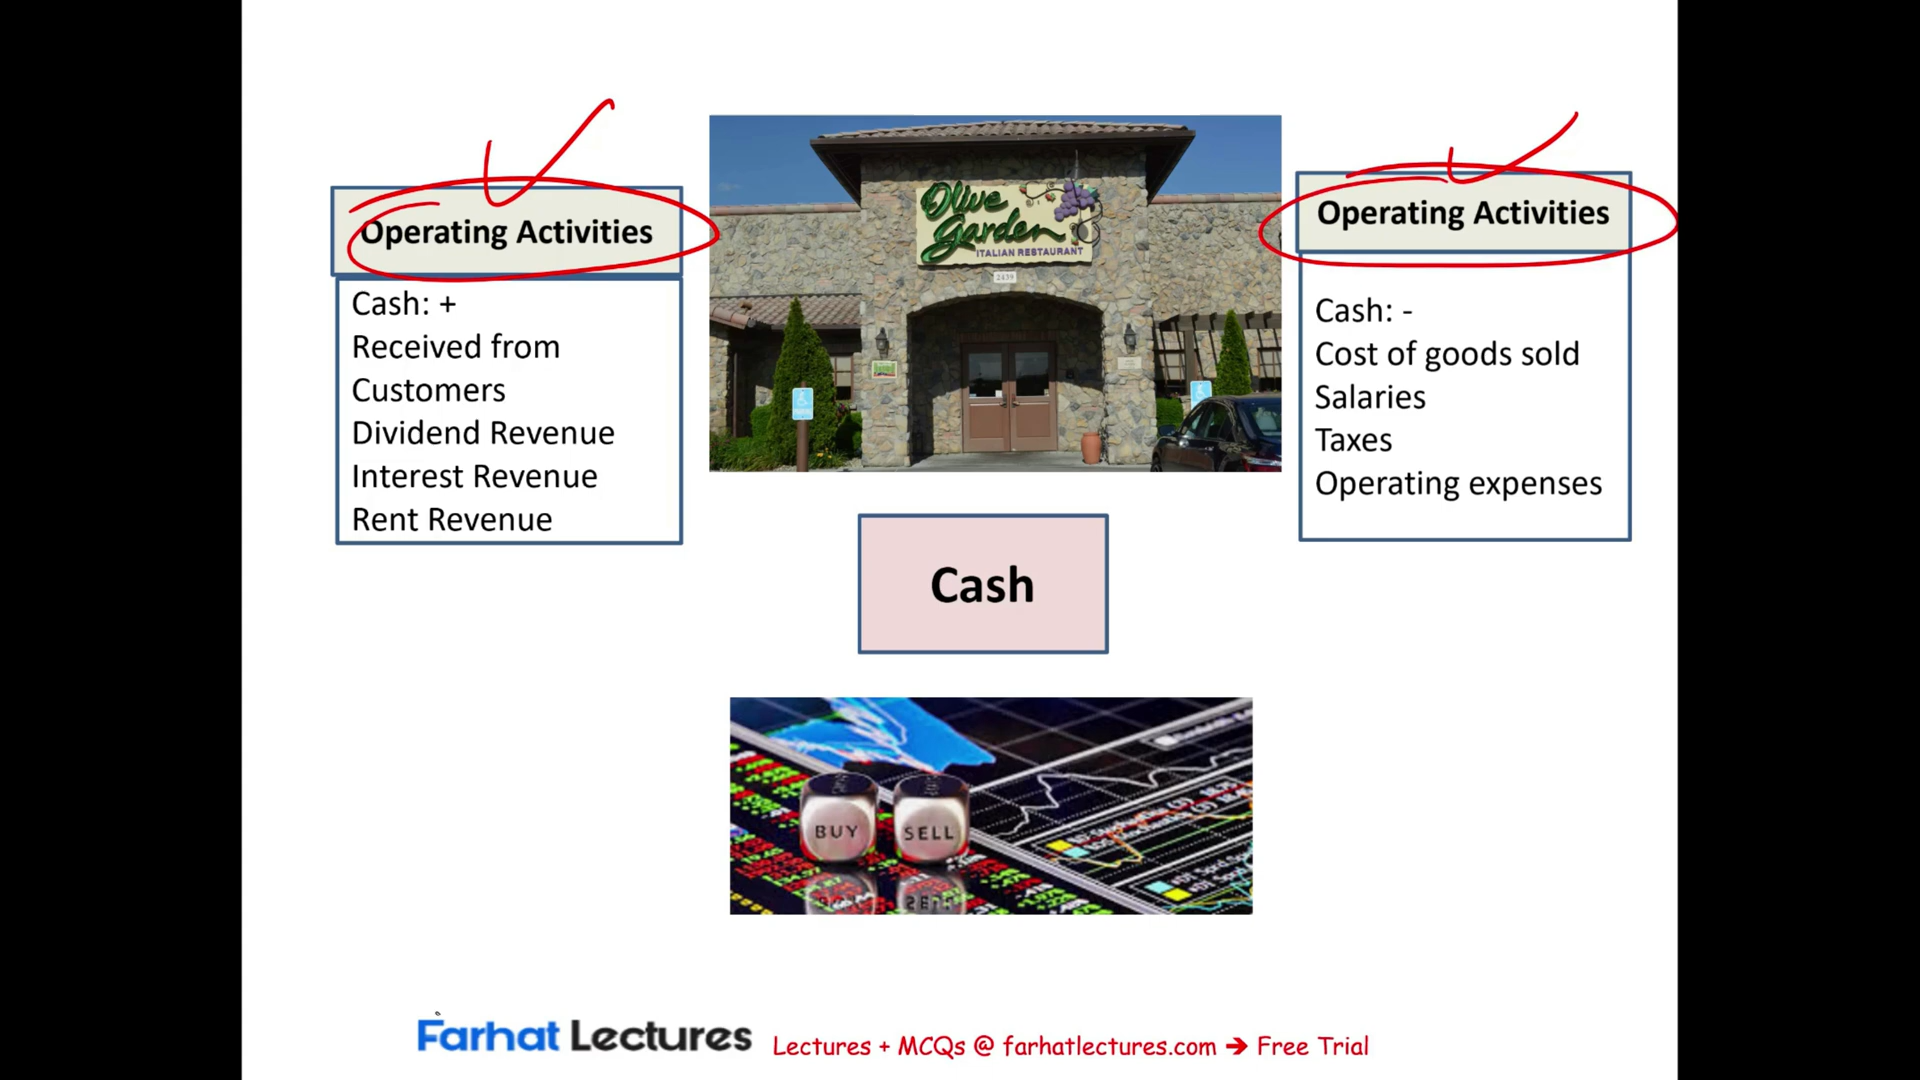 Operating Activities
Cash: +
Received from
Customers
Dividend Revenue
Interest Revenue
Rent Revenue
Olive
Garden
ITALIAN RESTAURANT
2439
Operating Activities
Cash: -
Cost of goods sold
Salaries
Taxes
Operating expenses
Cash
BUY
SELL
Farhat Lectures
Lectures + MCQs @ farhatlectures.com ➔ Free Trial